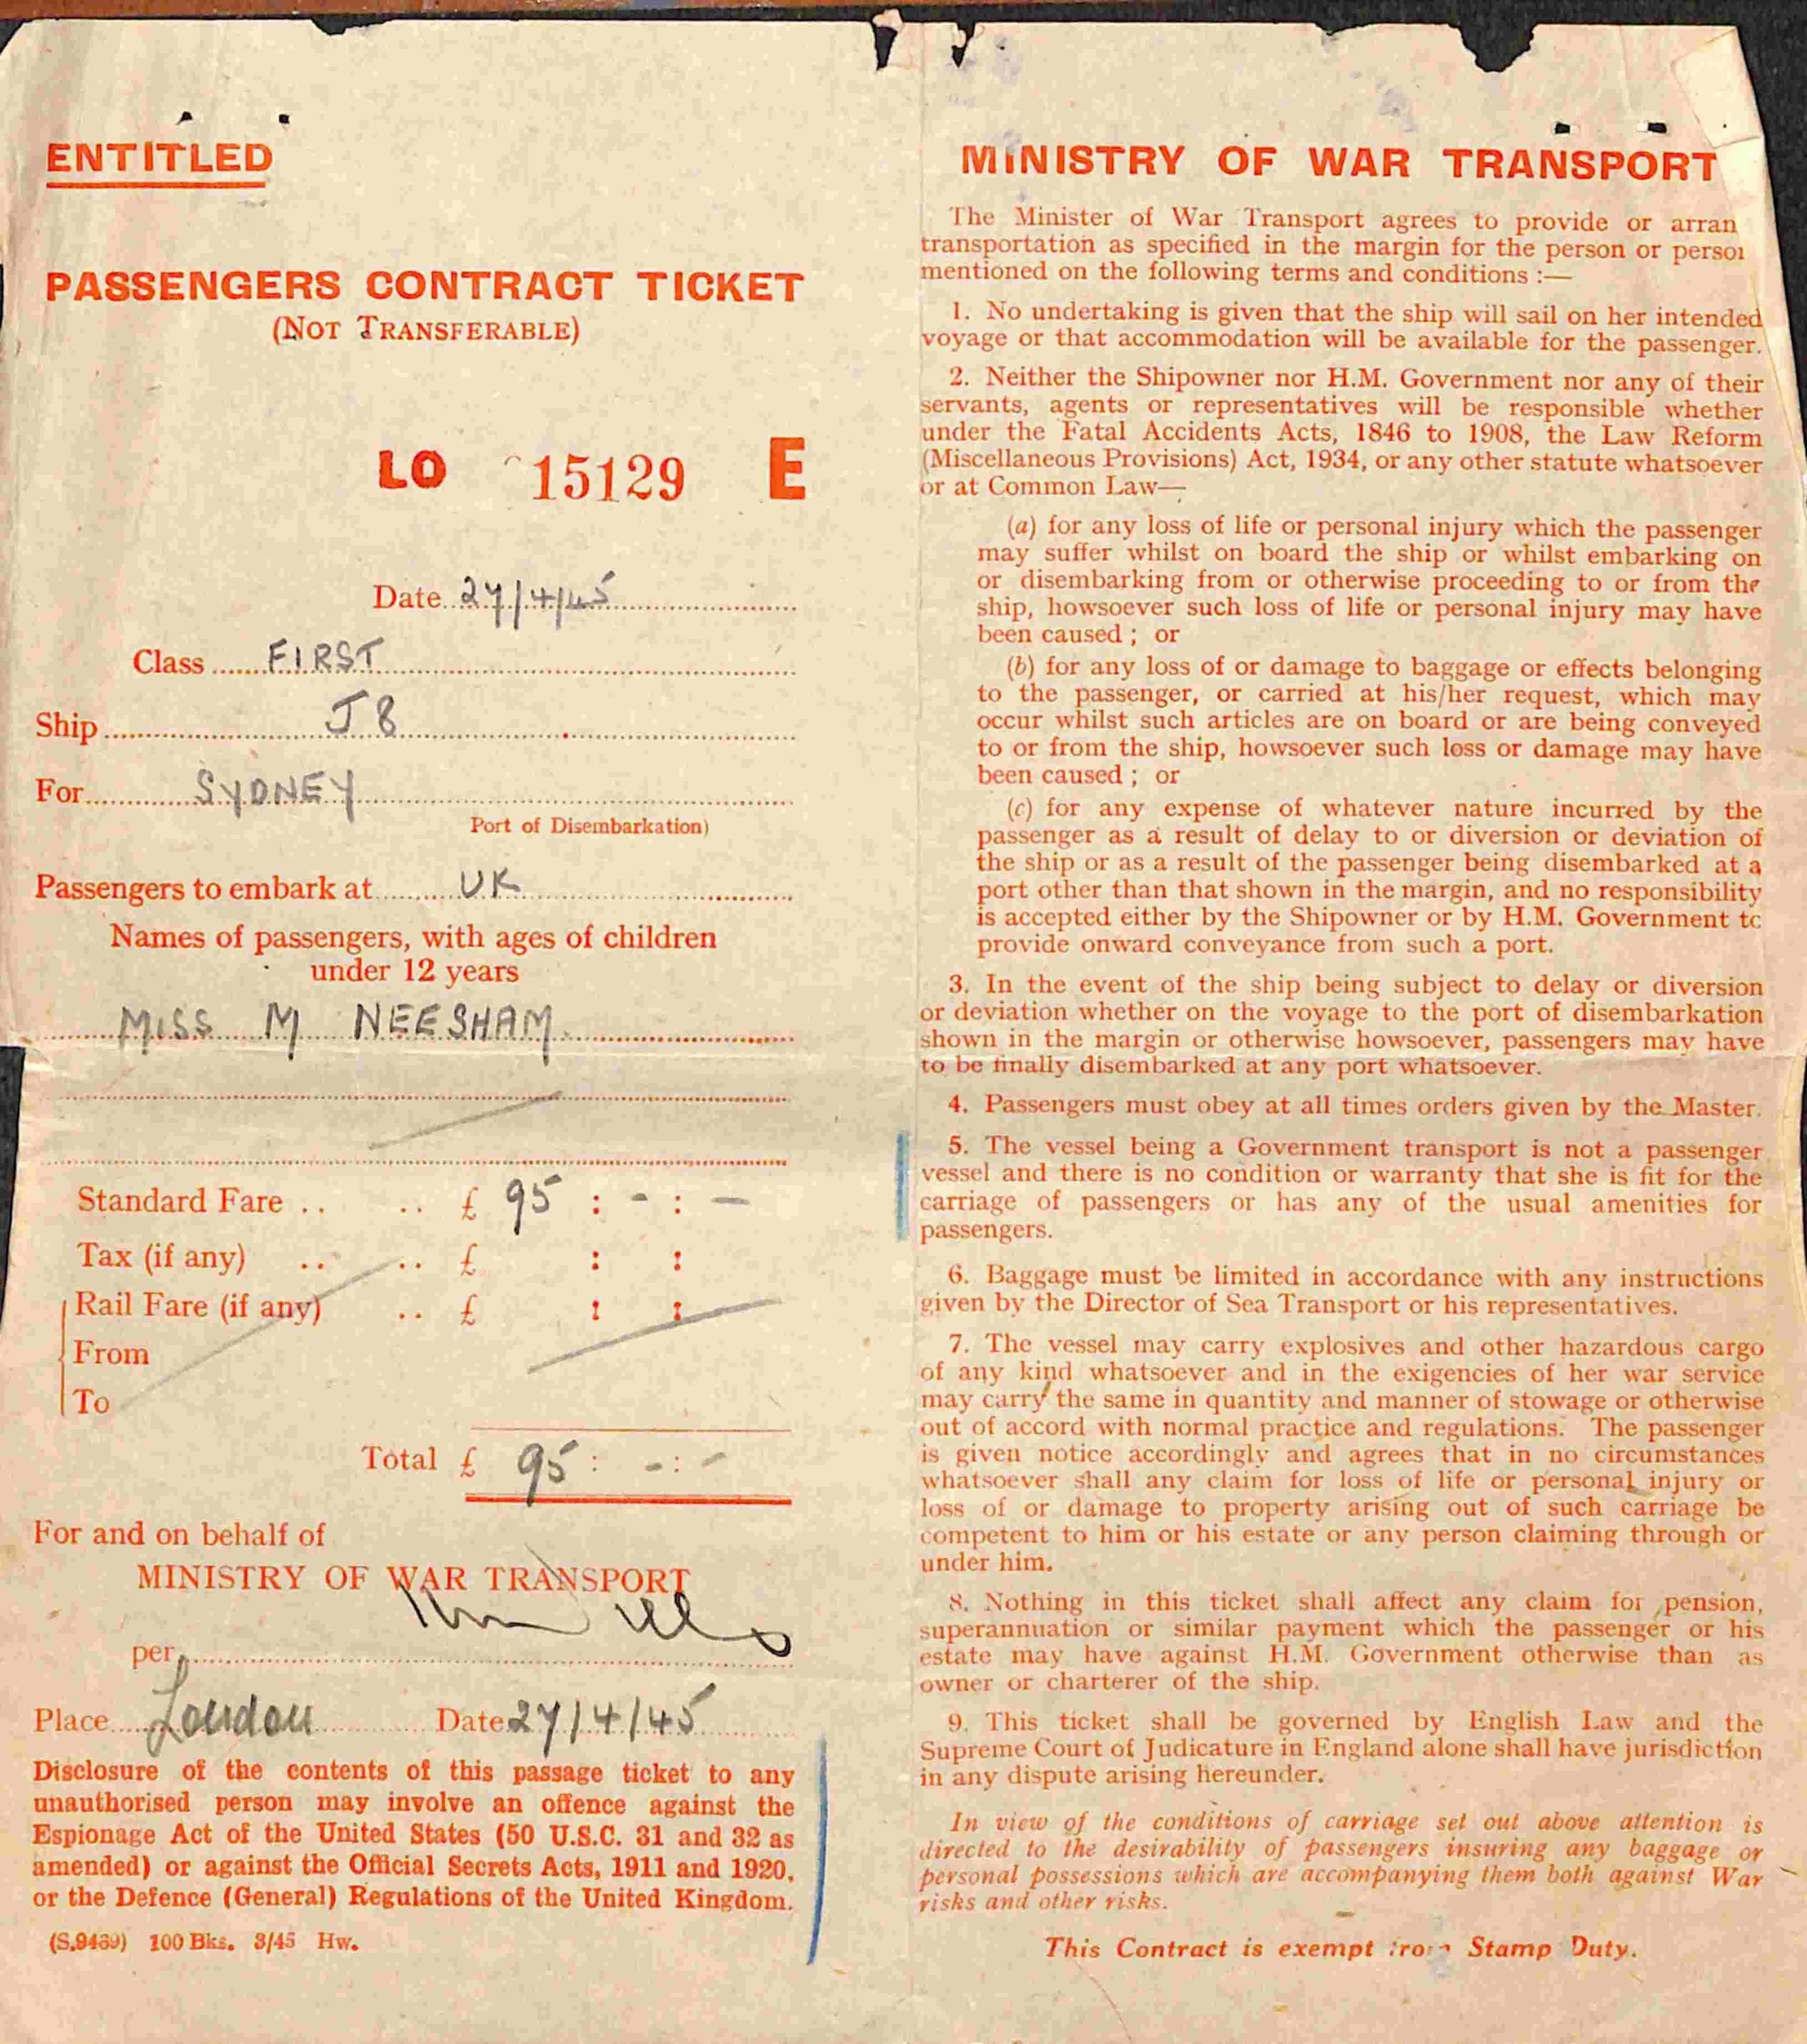 ENTITLED
PASSENGERS CONTRACT TICKET
(NOT TRANSFERABLE)
LO 15129 E
Date 27/4/45
Class FIRST
Ship J8
For SYDNEY
Port of Disembarkation)
Passengers to embark at UK
Names of passengers, with ages of children
under 12 years
MISS M NEESHAM.
Standard Fare .. .. £ 95 : - : -
Tax (if any) .. .. £ : :
Rail Fare (if any) .. £ : :
From
To
Total £ 95 : - : -
For and on behalf of
MINISTRY OF WAR TRANSPORT
per
Place London Date 27/4/45
Disclosure of the contents of this passage ticket to any
unauthorised person may involve an offence against the
Espionage Act of the United States (50 U.S.C. 31 and 32 as
amended) or against the Official Secrets Acts, 1911 and 1920,
or the Defence (General) Regulations of the United Kingdom.
100 Bks. 3/45 Hw.
MINISTRY OF WAR TRANSPORT
The Minister of War Transport agrees to provide or arran
transportation as specified in the margin for the person or person
mentioned on the following terms and conditions :—
1. No undertaking is given that the ship will sail on her intended
voyage or that accommodation will be available for the passenger.
2. Neither the Shipowner nor H.M. Government nor any of their
servants, agents or representatives will be responsible whether
under the Fatal Accidents Acts, 1846 to 1908, the Law Reform
(Miscellaneous Provisions) Act, 1934, or any other statute whatsoever
or at Common Law—
(a) for any loss of life or personal injury which the passenger
may suffer whilst on board the ship or whilst embarking on
or disembarking from or otherwise proceeding to or from the
ship, howsoever such loss of life or personal injury may have
been caused ; or
(b) for any loss of or damage to baggage or effects belonging
to the passenger, or carried at his/her request, which may
occur whilst such articles are on board or are being conveyed
to or from the ship, howsoever such loss or damage may have
been caused ; or
(c) for any expense of whatever nature incurred by the
passenger as a result of delay to or diversion or deviation of
the ship or as a result of the passenger being disembarked at a
port other than that shown in the margin, and no responsibility
is accepted either by the Shipowner or by H.M. Government to
provide onward conveyance from such a port.
3. In the event of the ship being subject to delay or diversion
or deviation whether on the voyage to the port of disembarkation
shown in the margin or otherwise howsoever, passengers may have
to be finally disembarked at any port whatsoever.
4. Passengers must obey at all times orders given by the Master.
5. The vessel being a Government transport is not a passenger
vessel and there is no condition or warranty that she is fit for the
carriage of passengers or has any of the usual amenities for
passengers.
6. Baggage must be limited in accordance with any instructions
given by the Director of Sea Transport or his representatives.
7. The vessel may carry explosives and other hazardous cargo
of any kind whatsoever and in the exigencies of her war service
may carry the same in quantity and manner of stowage or otherwise
out of accord with normal practice and regulations. The passenger
is given notice accordingly and agrees that in no circumstances
whatsoever shall any claim for loss of life or personal injury or
loss of or damage to property arising out of such carriage be
competent to him or his estate or any person claiming through or
under him.
8. Nothing in this ticket shall affect any claim for pension,
superannuation or similar payment which the passenger or his
estate may have against H.M. Government otherwise than as
owner or charterer of the ship.
9. This ticket shall be governed by English Law and the
Supreme Court of Judicature in England alone shall have jurisdiction
in any dispute arising hereunder.
In view of the conditions of carriage set out above attention is
directed to the desirability of passengers insuring any baggage or
personal possessions which are accompanying them both against War
risks and other risks.
This Contract is exempt from Stamp Duty.